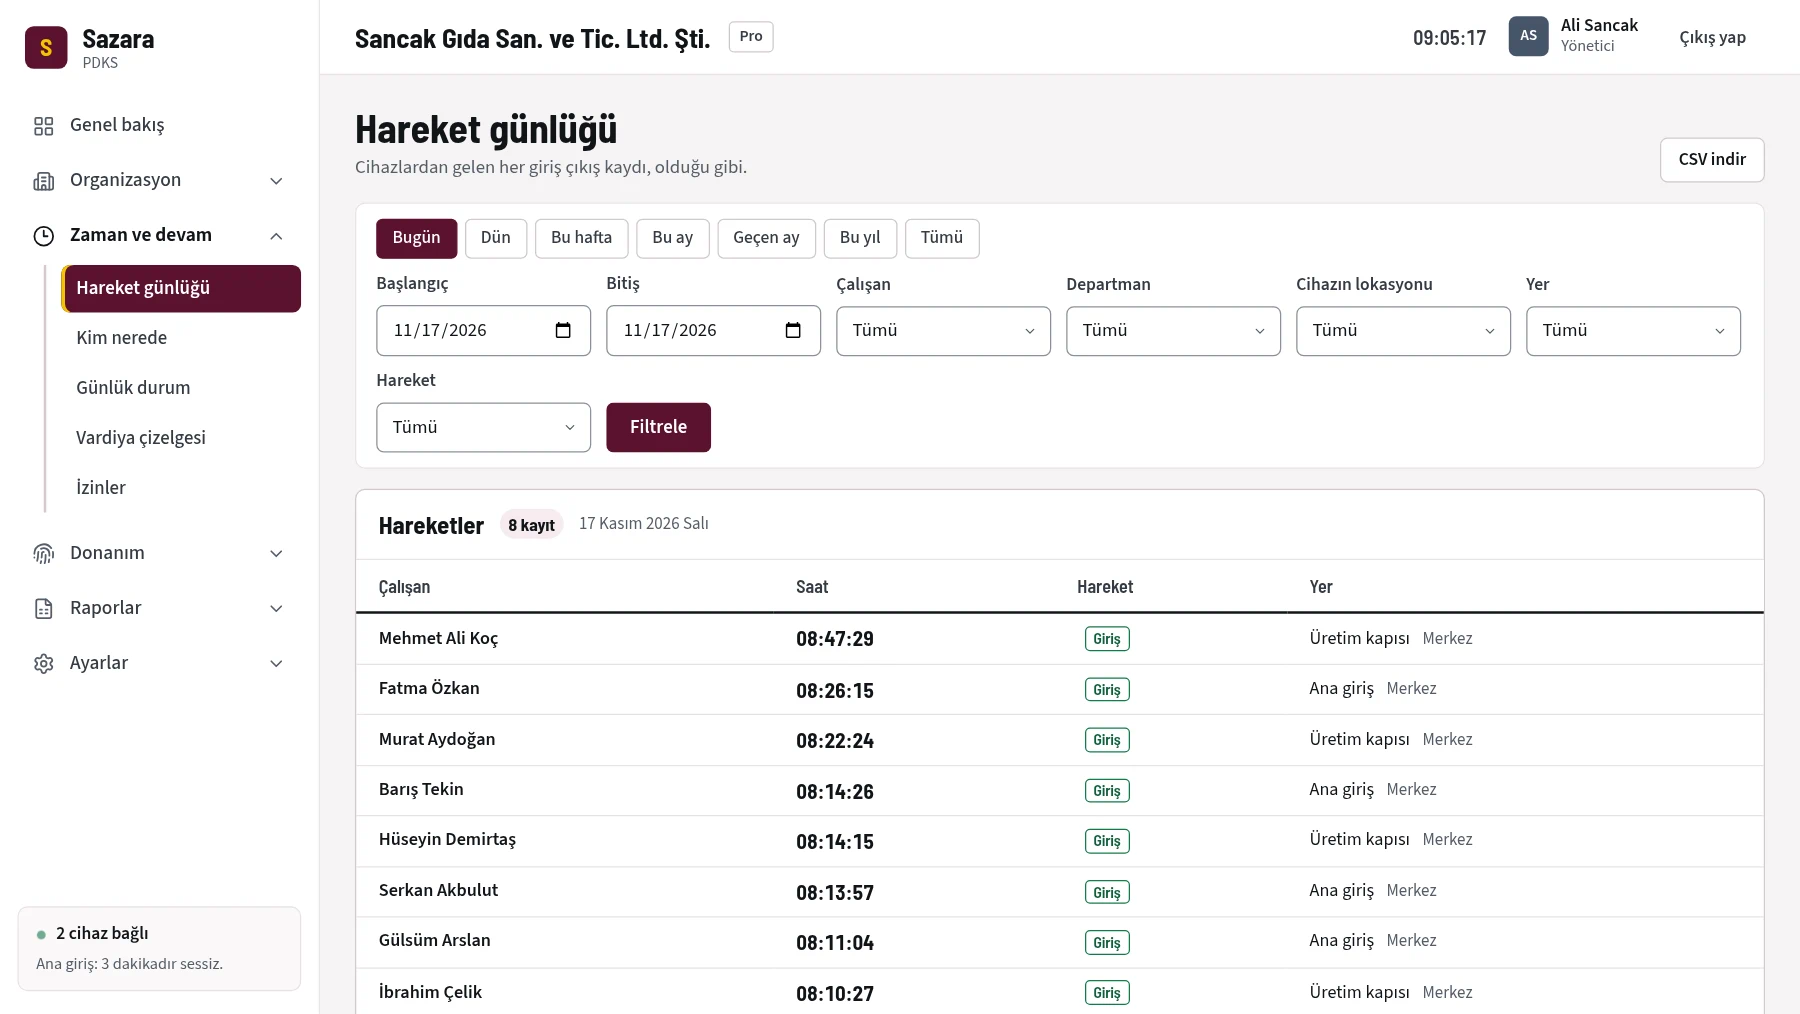 S
Sazara
PDKS
Sancak Gıda San. ve Tic. Ltd. Şti.
Pro
09:05:17
AS
Ali Sancak
Yönetici
Çıkış yap
Genel bakış
Organizasyon
Zaman ve devam
Hareket günlüğü
Kim nerede
Günlük durum
Vardiya çizelgesi
İzinler
Donanım
Raporlar
Ayarlar
2 cihaz bağlı
Ana giriş: 3 dakikadır sessiz.
Hareket günlüğü
Cihazlardan gelen her giriş çıkış kaydı, olduğu gibi.
CSV indir
Bugün Dün Bu hafta Bu ay Geçen ay Bu yıl Tümü
Başlangıç Bitiş Çalışan Departman Cihazın lokasyonu Yer
11/17/2026 11/17/2026 Tümü Tümü Tümü Tümü
Hareket
Tümü Filtrele
Hareketler 8 kayıt 17 Kasım 2026 Salı
Çalışan Saat Hareket Yer
Mehmet Ali Koç 08:47:29 Giriş Üretim kapısı Merkez
Fatma Özkan 08:26:15 Giriş Ana giriş Merkez
Murat Aydoğan 08:22:24 Giriş Üretim kapısı Merkez
Barış Tekin 08:14:26 Giriş Ana giriş Merkez
Hüseyin Demirtaş 08:14:15 Giriş Üretim kapısı Merkez
Serkan Akbulut 08:13:57 Giriş Ana giriş Merkez
Gülsüm Arslan 08:11:04 Giriş Ana giriş Merkez
İbrahim Çelik 08:10:27 Giriş Üretim kapısı Merkez